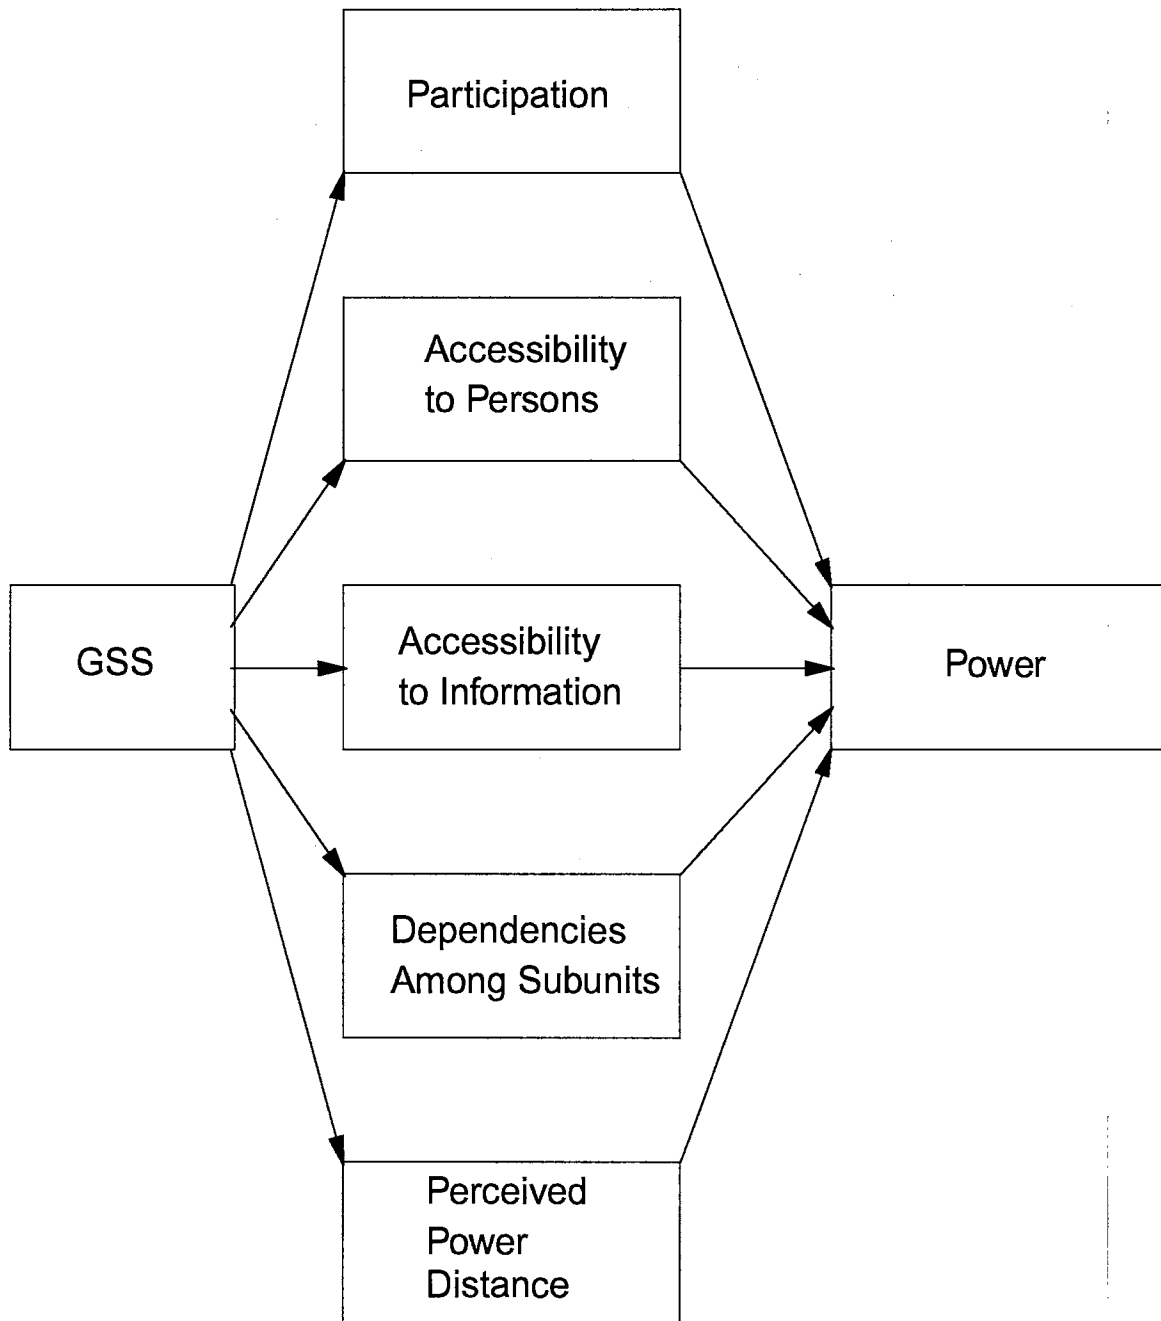 Participation
Accessibility
to Persons
GSS
Accessibility
to Information
Power
Dependencies
Among Subunits
Perceived
Power
Distance